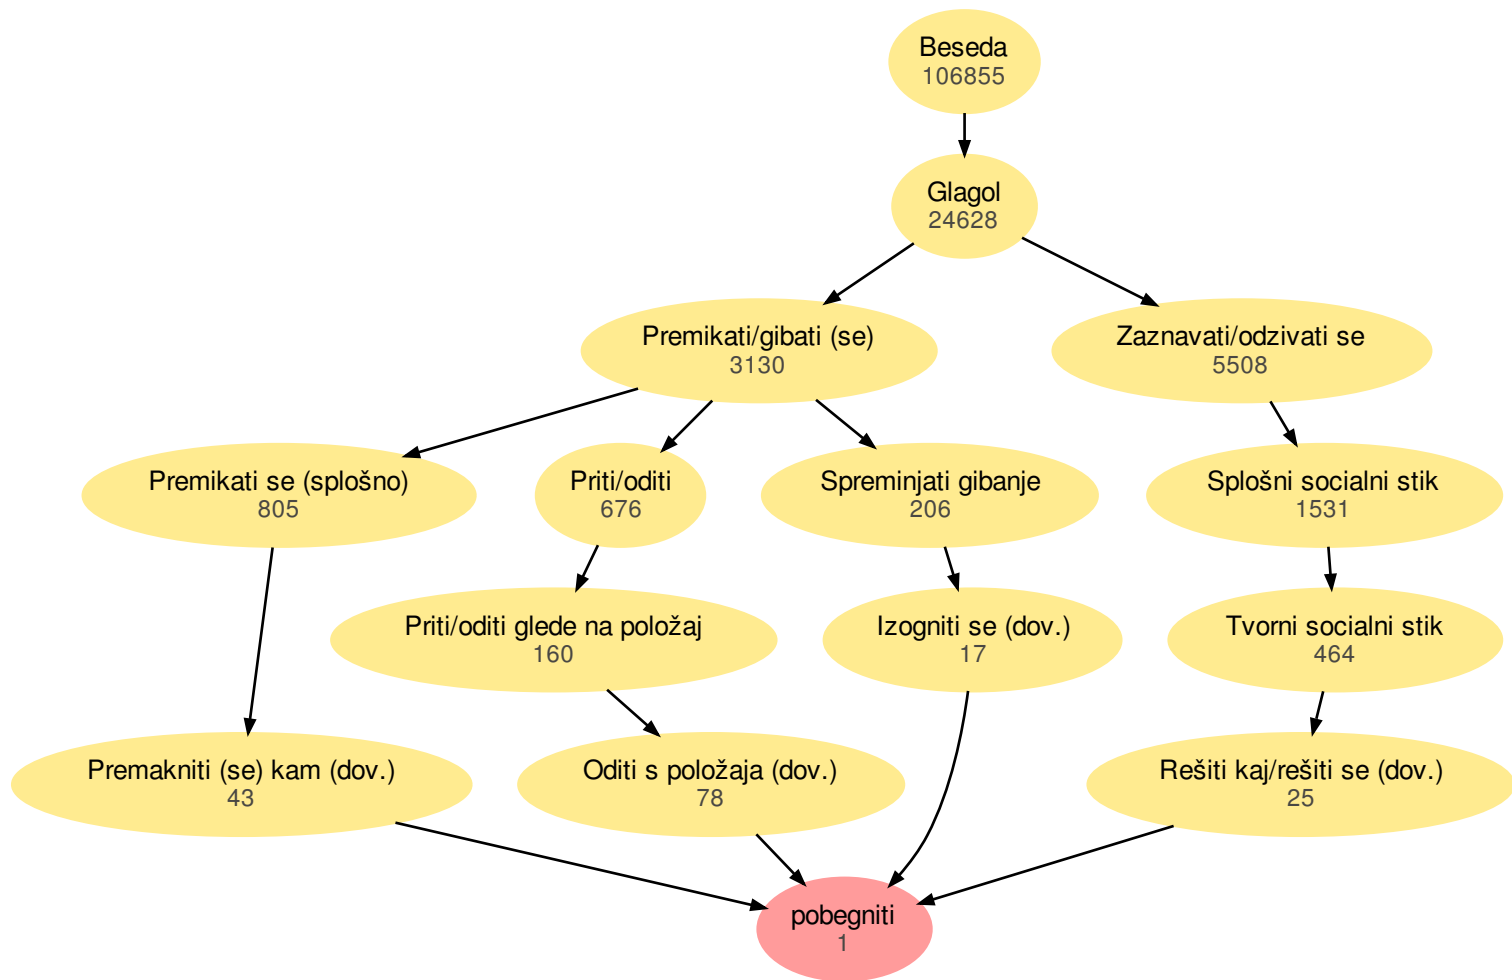 Beseda
106855
Glagol
24628
Premikati/gibati (se)
3130
Zaznavati/odzivati se
5508
Premikati se (splošno)
805
Priti/oditi
676
Spreminjati gibanje
206
Splošni socialni stik
1531
Priti/oditi glede na položaj
160
Izogniti se (dov.)
17
Tvorni socialni stik
464
Premakniti (se) kam (dov.)
43
Oditi s položaja (dov.)
78
Rešiti kaj/rešiti se (dov.)
25
pobegniti
1